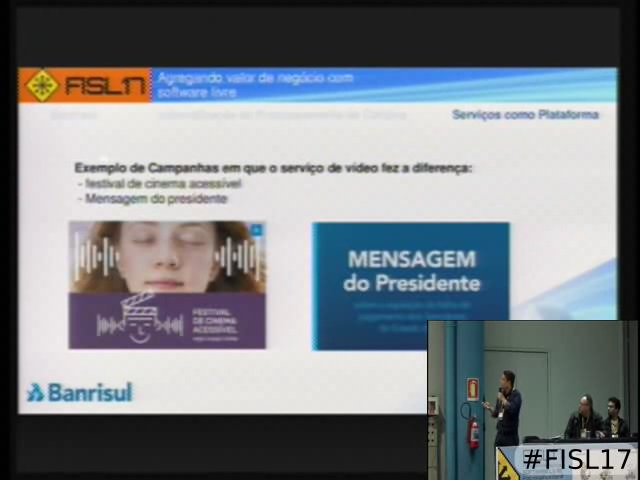 FISL17
Agregando valor de negócio com
software livre
Serviços como Plataforma
Exemplo de Campanhas em que o serviço de vídeo fez a diferença:
- festival de cinema acessível
- Mensagem do presidente
FESTIVAL
DE CINEMA
ACESSÍVEL
MENSAGEM
do Presidente
Banrisul
#FISL17